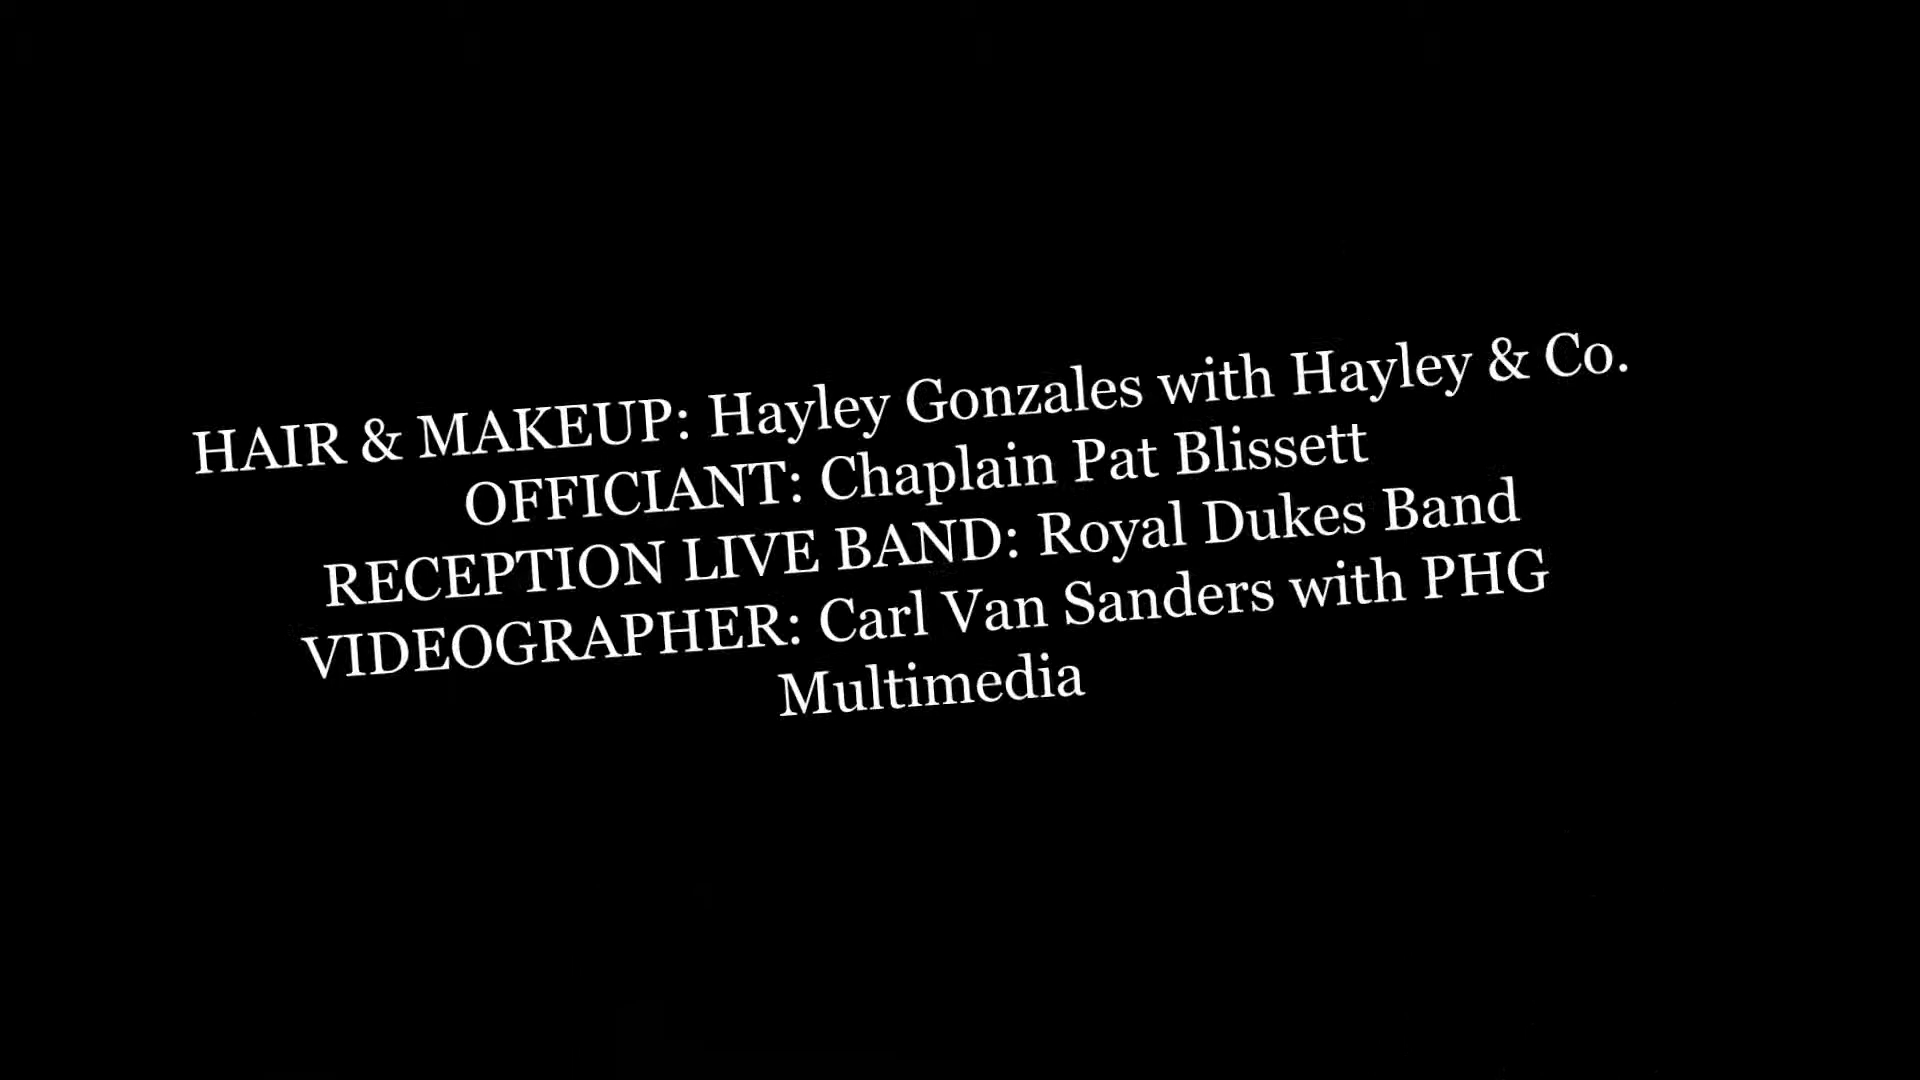 HAIR & MAKEUP: Hayley Gonzales with Hayley & Co.
OFFICIANT: Chaplain Pat Blissett
RECEPTION LIVE BAND: Royal Dukes Band
VIDEOGRAPHER: Carl Van Sanders with PHG
Multimedia